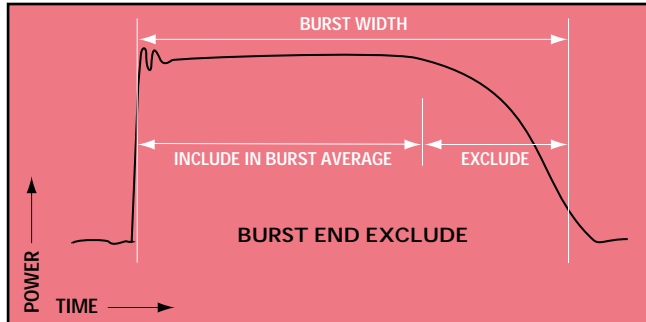 BURST WIDTH
INCLUDE IN BURST AVERAGE
EXCLUDE
BURST END EXCLUDE
POWER
TIME